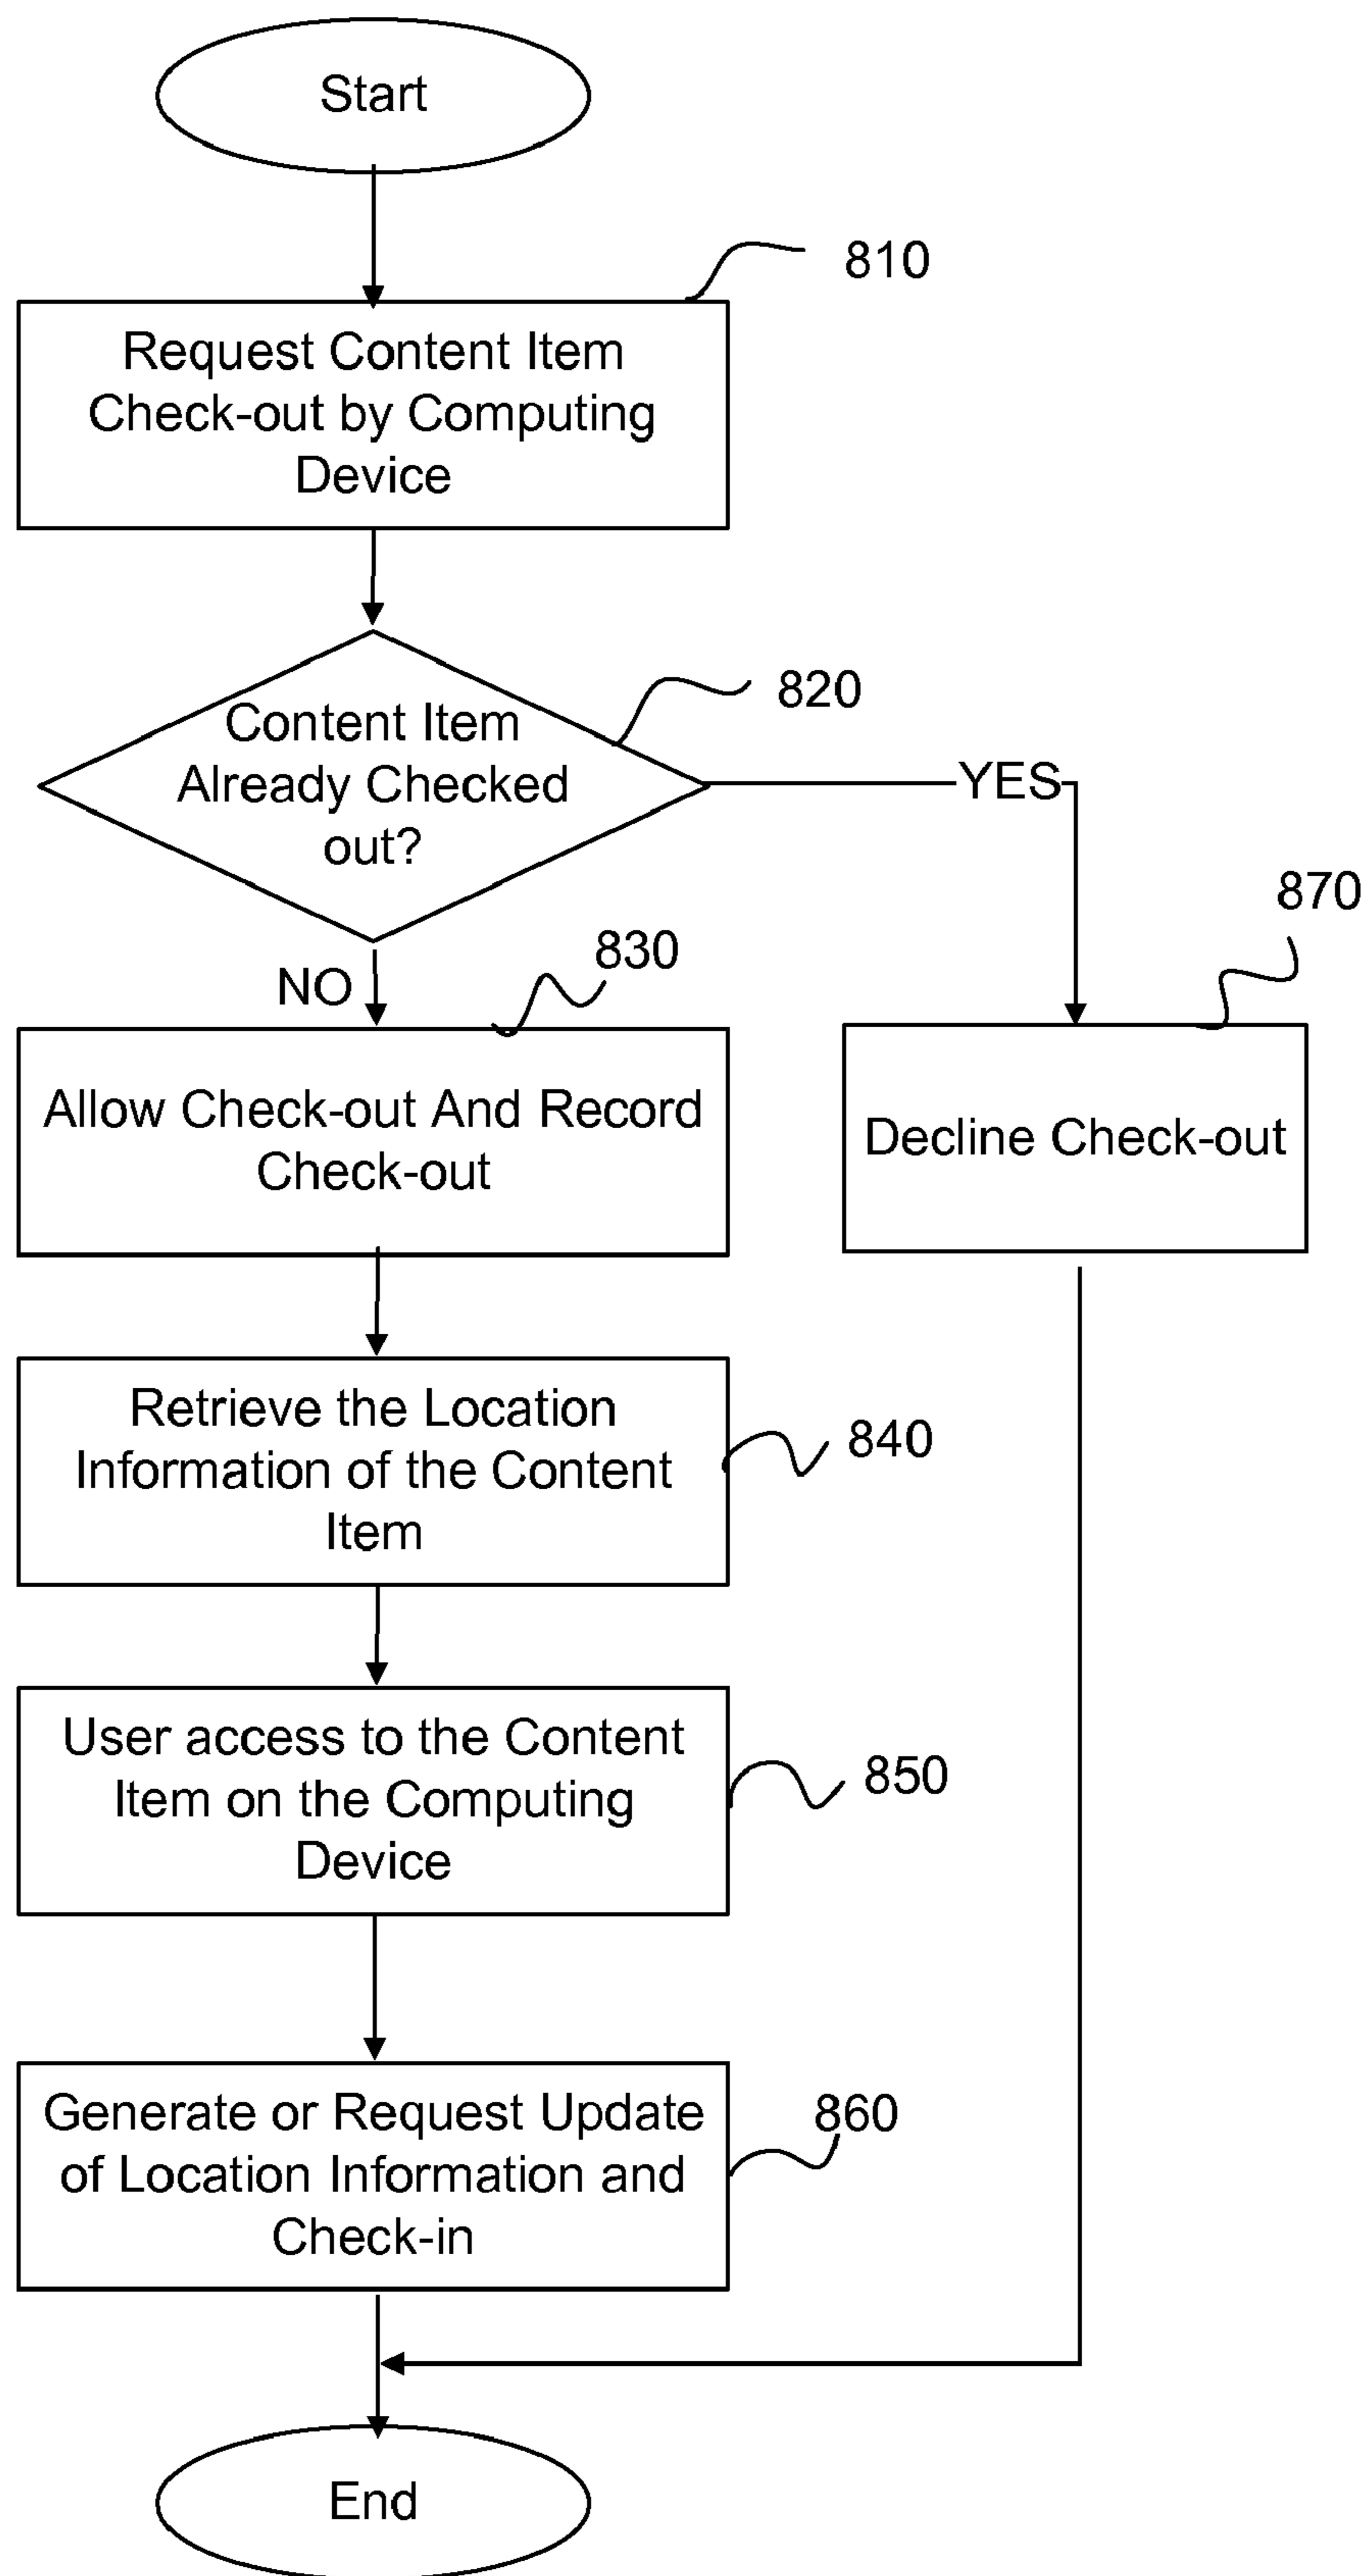 Start
810
Request Content Item
Check-out by Computing
Device
820
Content Item
Already Checked
out?
YES
870
830
NO
Allow Check-out And Record
Check-out
Decline Check-out
Retrieve the Location
Information of the Content
Item
840
User access to the Content
Item on the Computing
Device
850
Generate or Request Update
of Location Information and
Check-in
860
End